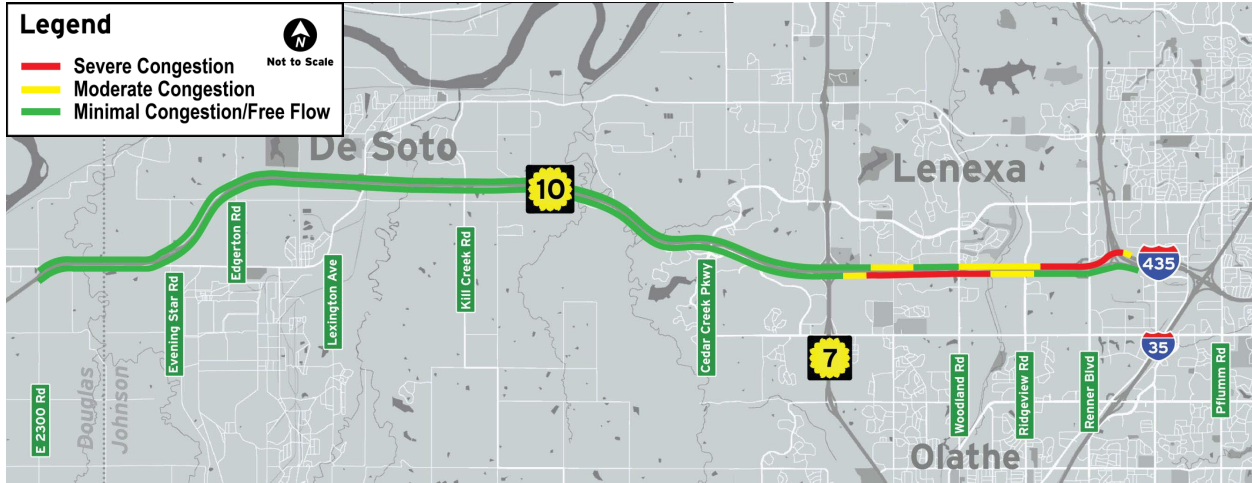 Legend
N
Not to Scale
Severe Congestion
Moderate Congestion
Minimal Congestion/Free Flow
De Soto
10
Lenexa
435
Edgerton Rd
Kill Creek Rd
Evening Star Rd
Lexington Ave
Cedar Creek Pkwy
7
35
E 2300 Rd
Douglas
Johnson
Woodland Rd
Ridgeview Rd
Renner Blvd
Pflumm Rd
Olathe